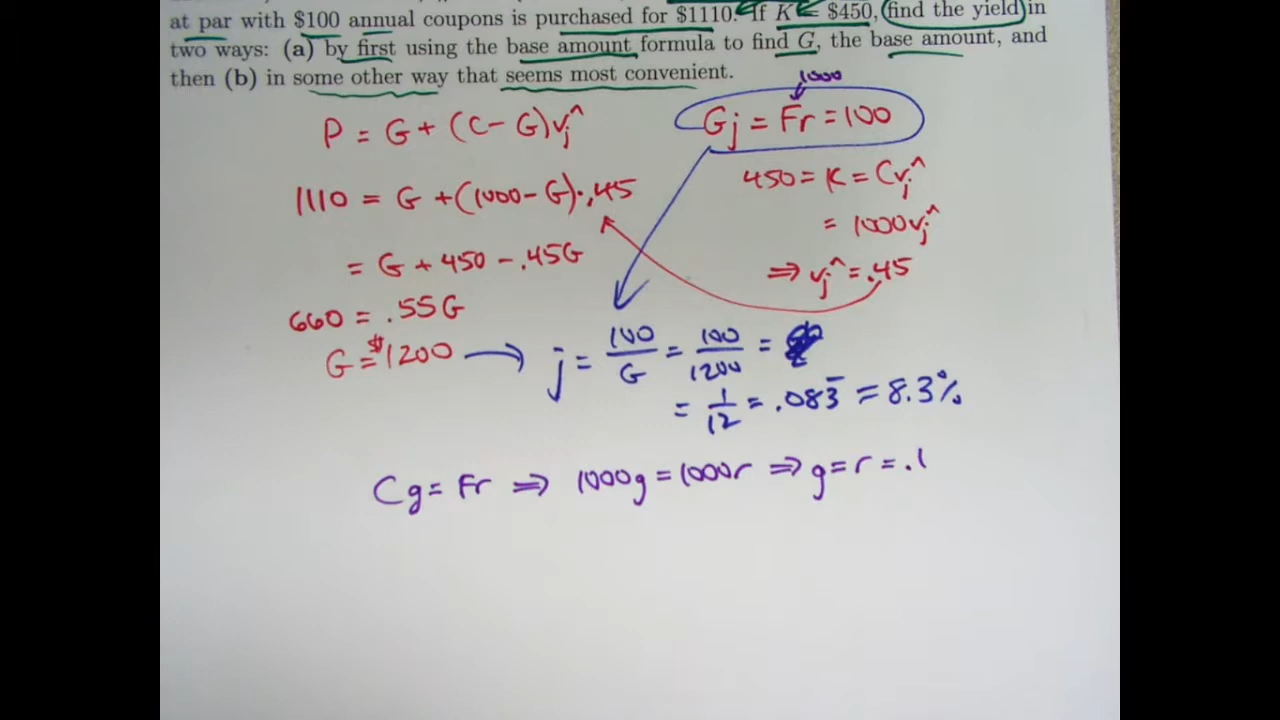 at par with $100 annual coupons is purchased for $1110. If K = $450, find the yield in
two ways: (a) by first using the base amount formula to find G, the base amount, and
then (b) in some other way that seems most convenient.
1000
P = G + (C - G)v_j^n
Gj = Fr = 100
1110 = G + (1000 - G)·.45
450 = K = Cv_j^n
= 1000v_j^n
= G + 450 - .45G
⇒ v_j^n = .45
660 = .55G
G = $1200 → j = 100/G = 100/1200 =
= 1/12 = .083̅ = 8.3%
Cg = Fr ⇒ 1000g = 1000r ⇒ g = r = .1